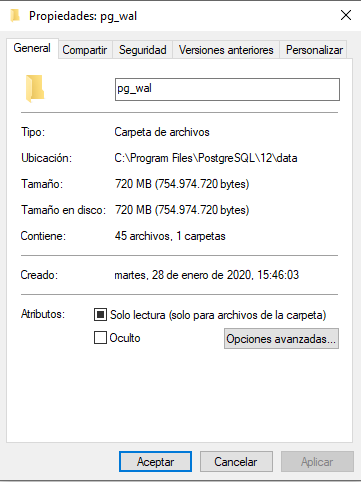 Propiedades: pg_wal
General Compartir Seguridad Versiones anteriores Personalizar
pg_wal
Tipo: Carpeta de archivos
Ubicación: C:\Program Files\PostgreSQL\12\data
Tamaño: 720 MB (754.974.720 bytes)
Tamaño en disco: 720 MB (754.974.720 bytes)
Contiene: 45 archivos, 1 carpetas
Creado: martes, 28 de enero de 2020, 15:46:03
Atributos: Solo lectura (solo para archivos de la carpeta)
Oculto Opciones avanzadas...
Aceptar Cancelar Aplicar